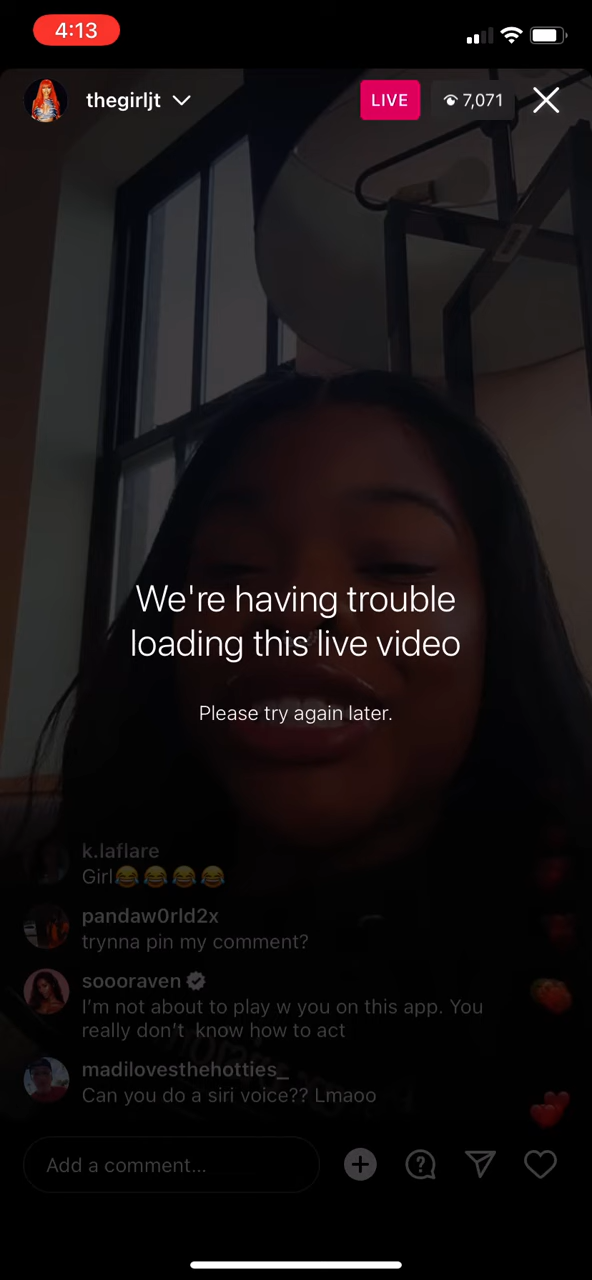 4:13
thegirljt
LIVE
7,071
We're having trouble
loading this live video
Please try again later.
k.laflare
Girl😂😂😂😂
pandaw0rld2x
trynna pin my comment?
soooraven
I'm not about to play w you on this app. You
really don't know how to act
madilovesthehotties_
Can you do a siri voice?? Lmaoo
Add a comment...